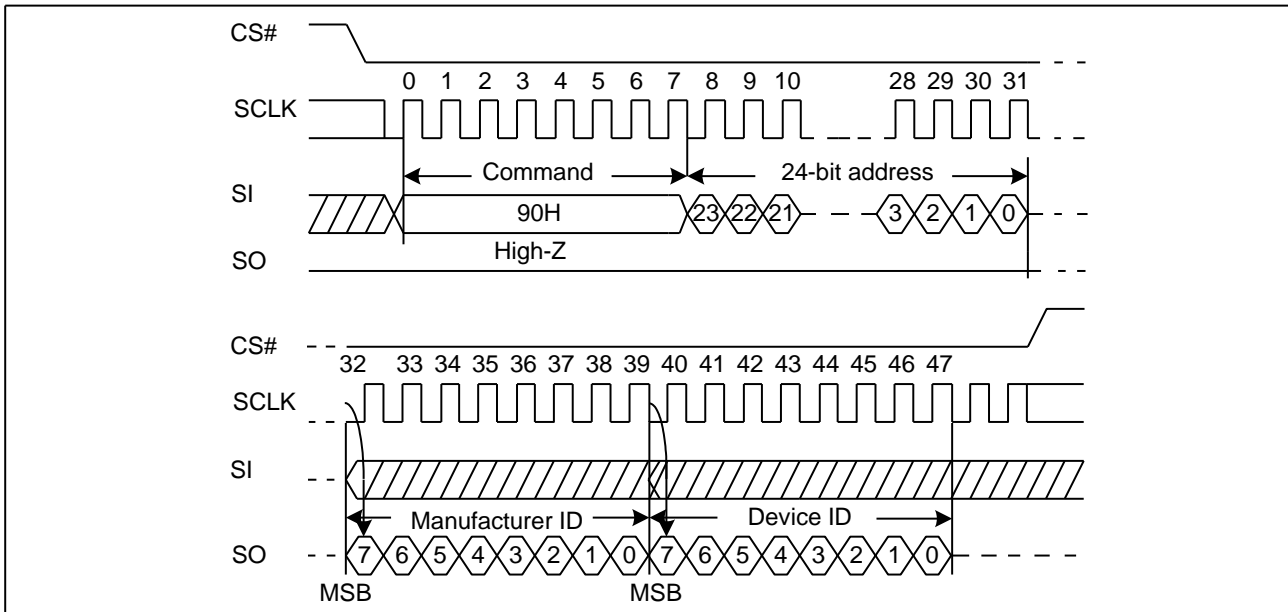 CS#
0 1 2 3 4 5 6 7 8 9 10 28 29 30 31
SCLK
Command 24-bit address
SI
90H 23 22 21 3 2 1 0
High-Z
SO
CS#
32 33 34 35 36 37 38 39 40 41 42 43 44 45 46 47
SCLK
SI
Manufacturer ID Device ID
SO 7 6 5 4 3 2 1 0 7 6 5 4 3 2 1 0
MSB MSB